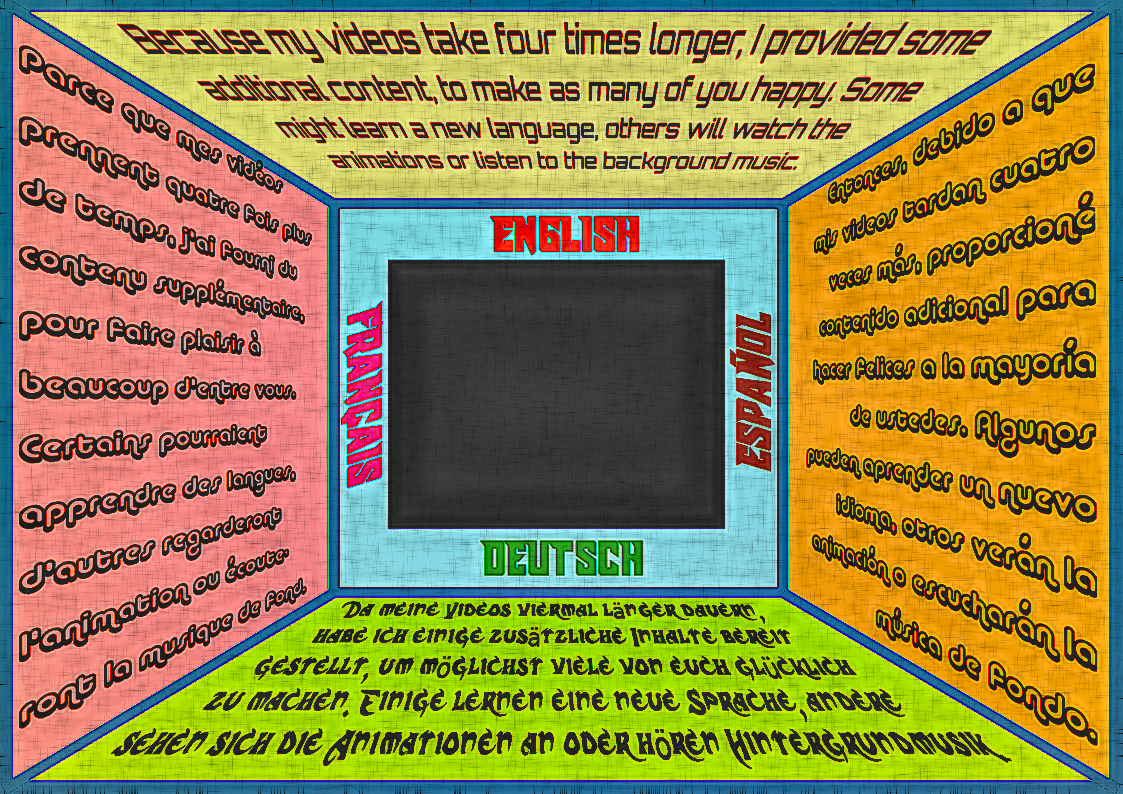 Because my videos take four times longer, I provided some
additional content, to make as many of you happy. Some
might learn a new language, others will watch the
animations or listen to the background music.
Parce que mes vidéos
prennent quatre fois plus
de temps, j'ai fourni du
contenu supplémentaire,
pour faire plaisir à
beaucoup d'entre vous.
Certains pourraient
apprendre des langues,
d'autres regarderont
l'animation ou écoute-
ront la musique de fond.
ENGLISH
FRANÇAIS
ESPAÑOL
DEUTSCH
Entonces, debido a que
mis videos tardan cuatro
veces más, proporcioné
contenido adicional para
hacer felices a la mayoría
de ustedes. Algunos
pueden aprender un nuevo
idioma, otros verán la
animación o escucharán la
música de fondo.
Da meine Videos viermal länger dauern,
habe ich einige zusätzliche Inhalte bereit
gestellt, um möglichst viele von euch glücklich
zu machen. Einige lernen eine neue Sprache, andere
sehen sich die Animationen an oder hören Hintergrundmusik.